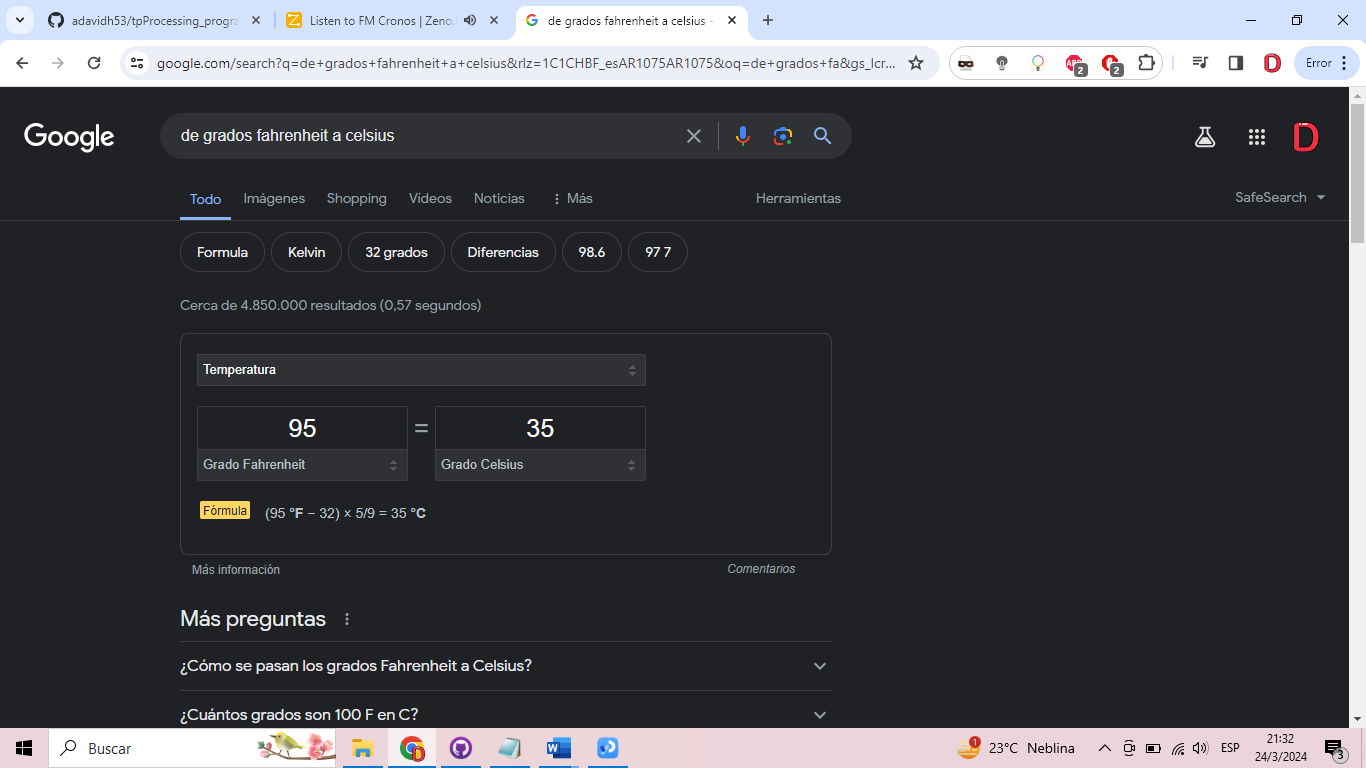 adavidh53/tpProcessing_progra
Listen to FM Cronos | Zeno.
de grados fahrenheit a celsius -
google.com/search?q=de+grados+fahrenheit+a+celsius&rlz=1C1CHBF_esAR1075AR1075&oq=de+grados+fa&gs_lcr...
2
2
D
Error
Google
de grados fahrenheit a celsius
D
Todo
Imágenes
Shopping
Vídeos
Noticias
Más
Herramientas
SafeSearch
Formula
Kelvin
32 grados
Diferencias
98.6
97 7
Cerca de 4.850.000 resultados (0,57 segundos)
Temperatura
95 = 35
Grado Fahrenheit
Grado Celsius
Fórmula (95 °F − 32) × 5/9 = 35 °C
Más información
Comentarios
Más preguntas
¿Cómo se pasan los grados Fahrenheit a Celsius?
¿Cuántos grados son 100 F en C?
Buscar
1
23°C Neblina
ESP
21:32
24/3/2024
3